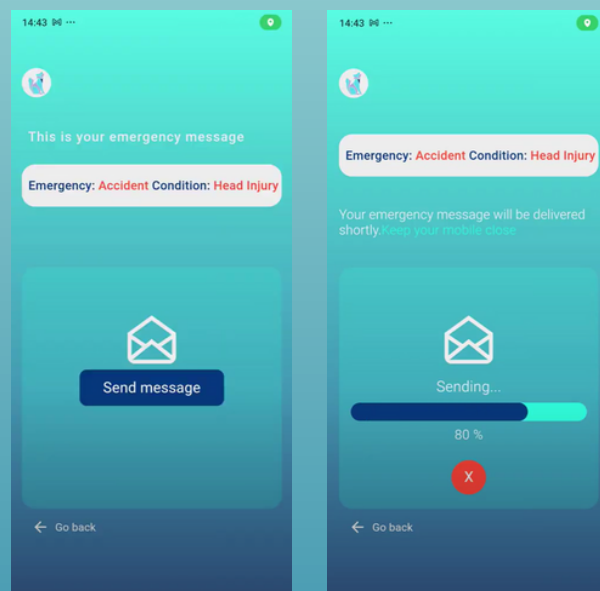 14:43
This is your emergency message
Emergency: Accident Condition: Head Injury
Send message
Go back
14:43
Emergency: Accident Condition: Head Injury
Your emergency message will be delivered
shortly.Keep your mobile close
Sending...
80 %
X
Go back